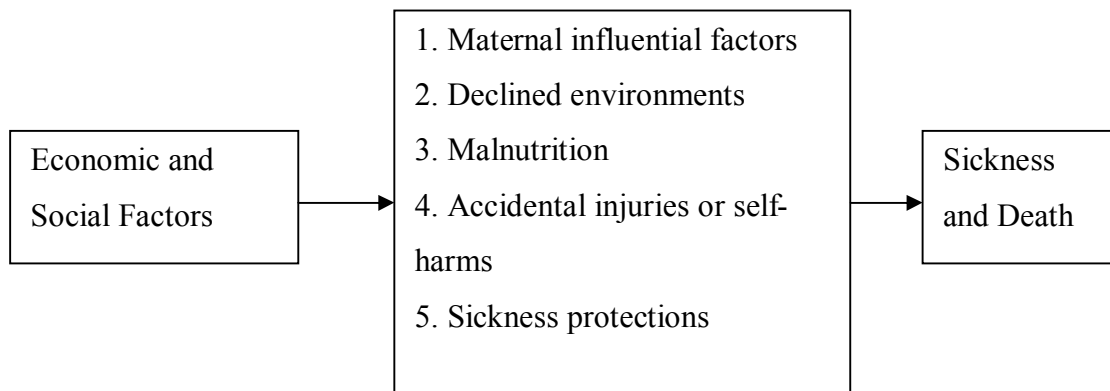 Economic and
Social Factors
1. Maternal influential factors
2. Declined environments
3. Malnutrition
4. Accidental injuries or self-
harms
5. Sickness protections
Sickness
and Death